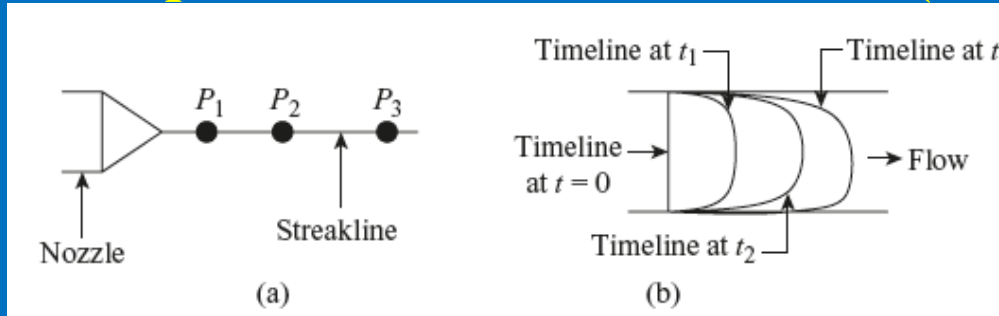 Timeline at t₁
Timeline at t
P₁ P₂ P₃
Timeline
at t = 0
Flow
Nozzle
Streakline
Timeline at t₂
(a)
(b)